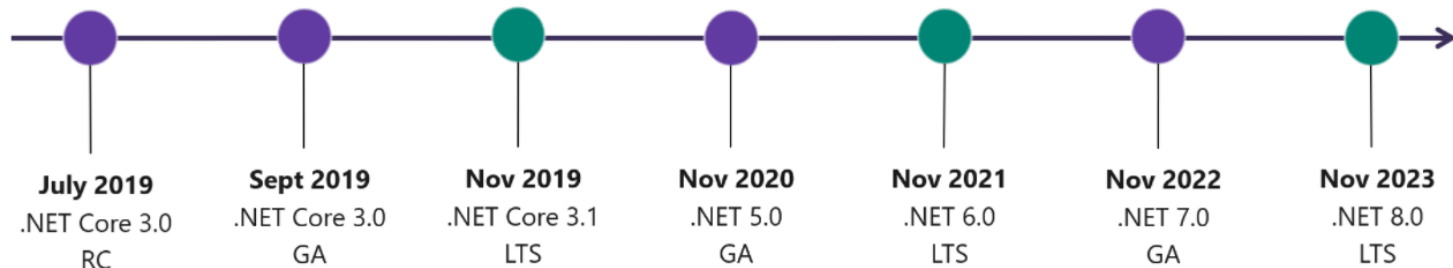 July 2019
.NET Core 3.0
RC
Sept 2019
.NET Core 3.0
GA
Nov 2019
.NET Core 3.1
LTS
Nov 2020
.NET 5.0
GA
Nov 2021
.NET 6.0
LTS
Nov 2022
.NET 7.0
GA
Nov 2023
.NET 8.0
LTS